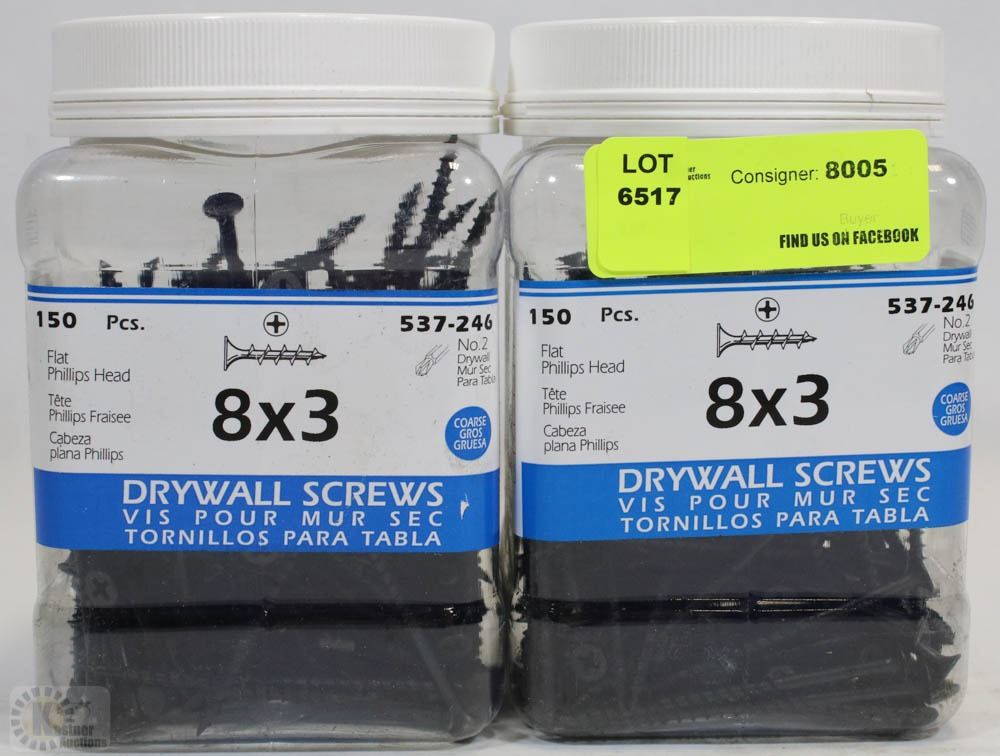 150 Pcs.
537-246
Flat
Phillips Head
Tête
Phillips Fraisee
Cabeza
plana Phillips
8x3
No.2
Drywall
Mur Sec
Para Tabla
COARSE
GROS
GRUESA
DRYWALL SCREWS
VIS POUR MUR SEC
TORNILLOS PARA TABLA
LOT
6517
Consigner: 8005
Buyer
FIND US ON FACEBOOK
150 Pcs.
537-246
Flat
Phillips Head
Tête
Phillips Fraisee
Cabeza
plana Phillips
8x3
No.2
Drywall
Mur Sec
Para Tabla
COARSE
GROS
GRUESA
DRYWALL SCREWS
VIS POUR MUR SEC
TORNILLOS PARA TABLA
Kastner
Auctions